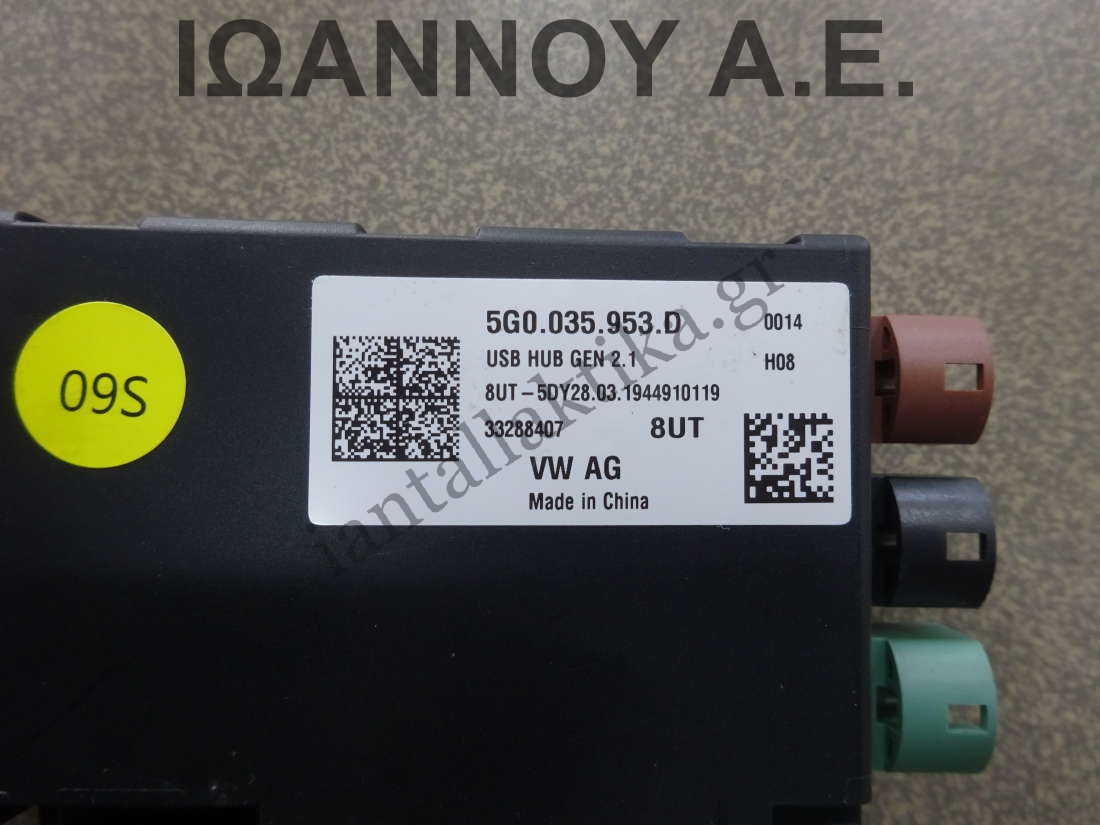 ΙΩΑΝΝΟΥ Α.Ε.
5G0.035.953.D 0014
USB HUB GEN 2.1 H08
8UT-5DY28.03.1944910119
33288407 8UT
VW AG
Made in China
09S
iantallaktika.gr